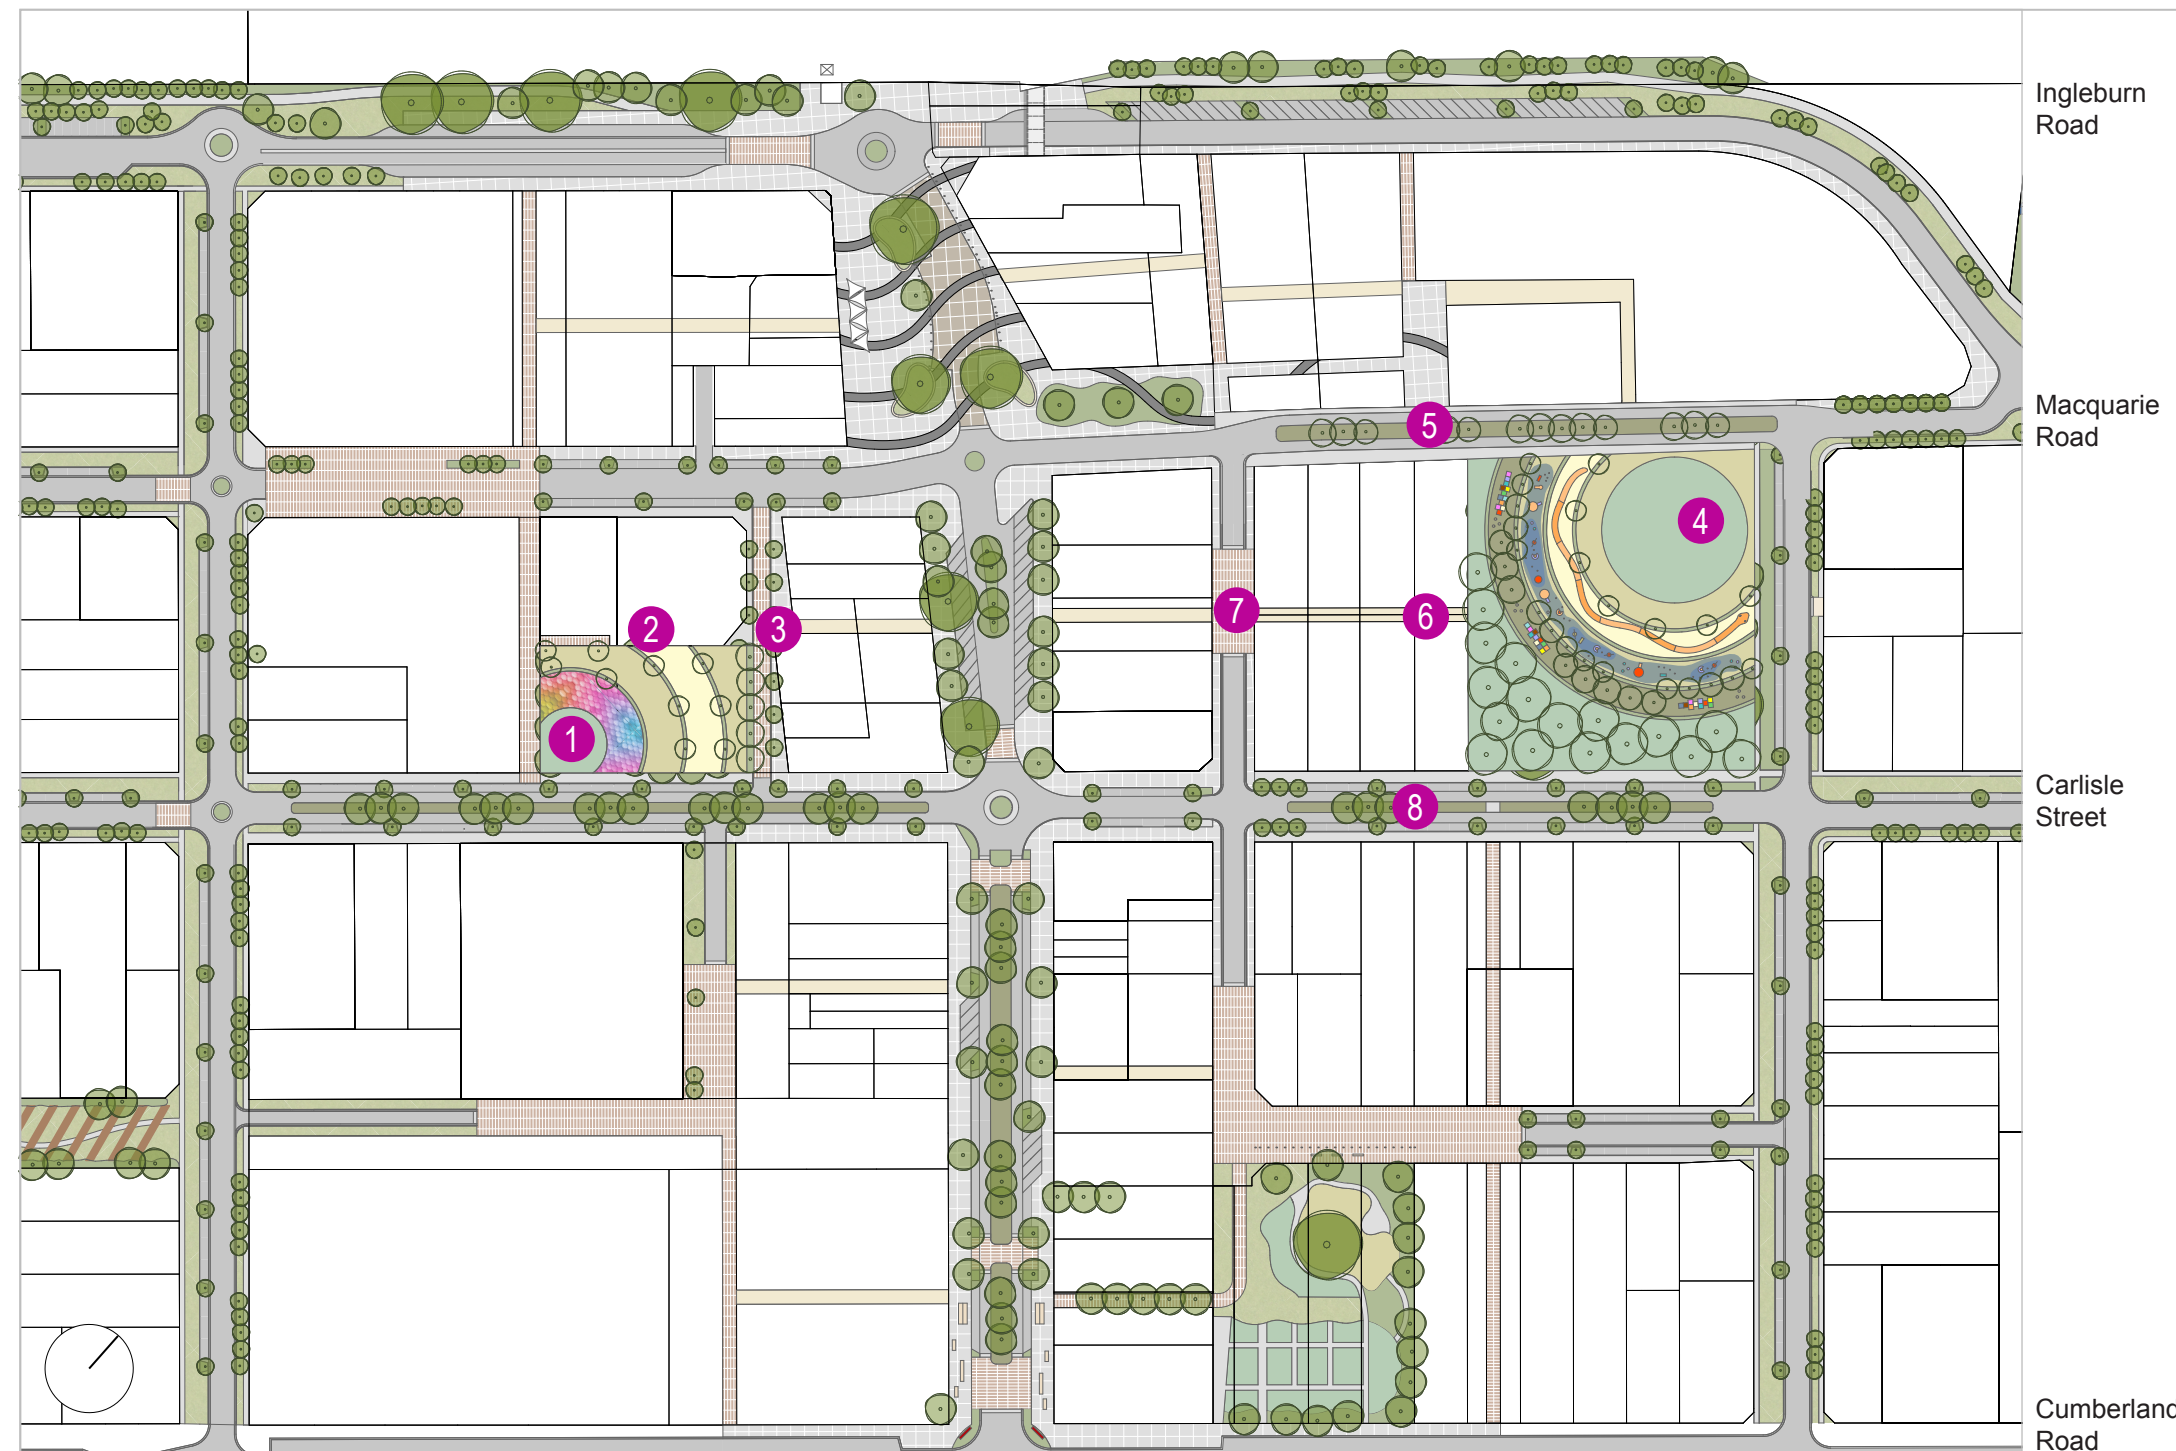 Ingleburn
Road
Macquarie
Road
5
4
7
6
2
3
1
Carlisle
Street
8
Cumberland
Road